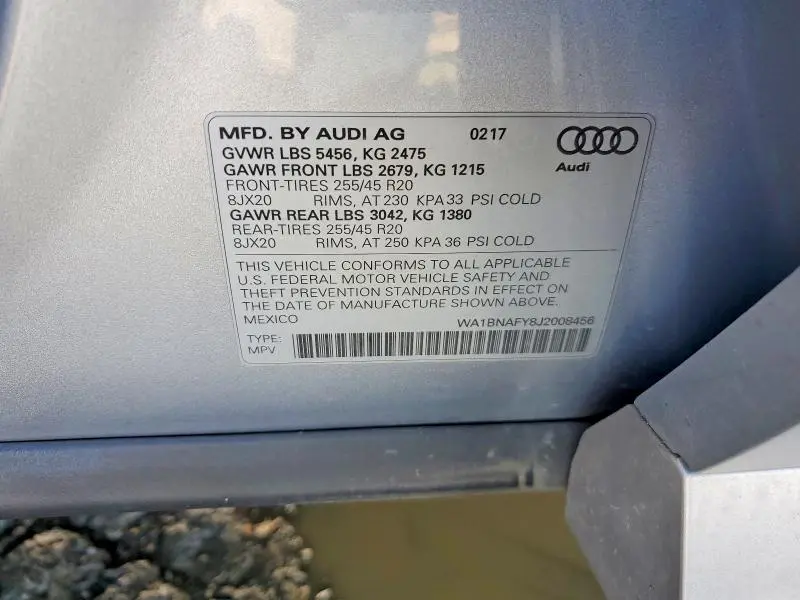 MFD. BY AUDI AG 0217
GVWR LBS 5456, KG 2475
GAWR FRONT LBS 2679, KG 1215
Audi
FRONT-TIRES 255/45 R20
8JX20 RIMS, AT 230 KPA 33 PSI COLD
GAWR REAR LBS 3042, KG 1380
REAR-TIRES 255/45 R20
8JX20 RIMS, AT 250 KPA 36 PSI COLD
THIS VEHICLE CONFORMS TO ALL APPLICABLE
U.S. FEDERAL MOTOR VEHICLE SAFETY AND
THEFT PREVENTION STANDARDS IN EFFECT ON
THE DATE OF MANUFACTURE SHOWN ABOVE.
MEXICO WA1BNAFY8J2008456
TYPE:
MPV